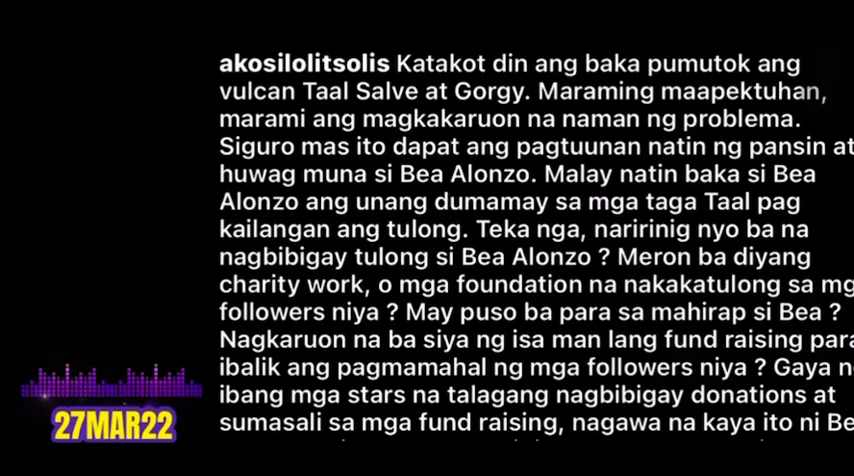 akosilolitsolis Katakot din ang baka pumutok ang
vulcan Taal Salve at Gorgy. Maraming maapektuhan,
marami ang magkakaruon na naman ng problema.
Siguro mas ito dapat ang pagtuunan natin ng pansin at
huwag muna si Bea Alonzo. Malay natin baka si Bea
Alonzo ang unang dumamay sa mga taga Taal pag
kailangan ang tulong. Teka nga, naririnig nyo ba na
nagbibigay tulong si Bea Alonzo ? Meron ba diyang
charity work, o mga foundation na nakakatulong sa
followers niya ? May puso ba para sa mahirap si Bea ?
Nagkaruon na ba siya ng isa man lang fund raising para
ibalik ang pagmamahal ng mga followers niya ? Gaya
ibang mga stars na talagang nagbibigay donations at
sumasali sa mga fund raising, nagawa na kaya ito ni
27MAR22